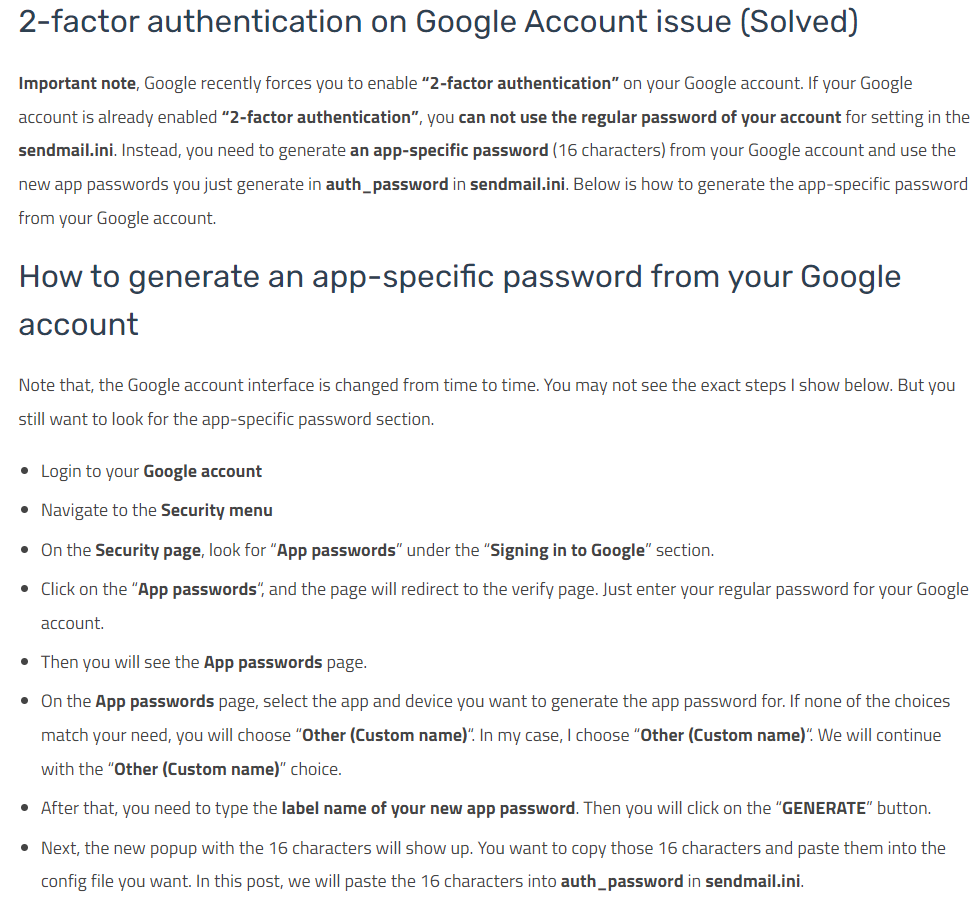 2-factor authentication on Google Account issue (Solved)
Important note, Google recently forces you to enable “2-factor authentication” on your Google account. If your Google
account is already enabled “2-factor authentication”, you can not use the regular password of your account for setting in the
sendmail.ini. Instead, you need to generate an app-specific password (16 characters) from your Google account and use the
new app passwords you just generate in auth_password in sendmail.ini. Below is how to generate the app-specific password
from your Google account.
How to generate an app-specific password from your Google
account
Note that, the Google account interface is changed from time to time. You may not see the exact steps I show below. But you
still want to look for the app-specific password section.
• Login to your Google account
• Navigate to the Security menu
• On the Security page, look for “App passwords” under the “Signing in to Google” section.
• Click on the “App passwords“, and the page will redirect to the verify page. Just enter your regular password for your Google
account.
• Then you will see the App passwords page.
• On the App passwords page, select the app and device you want to generate the app password for. If none of the choices
match your need, you will choose “Other (Custom name)“. In my case, I choose “Other (Custom name)“. We will continue
with the “Other (Custom name)” choice.
• After that, you need to type the label name of your new app password. Then you will click on the “GENERATE” button.
• Next, the new popup with the 16 characters will show up. You want to copy those 16 characters and paste them into the
config file you want. In this post, we will paste the 16 characters into auth_password in sendmail.ini.